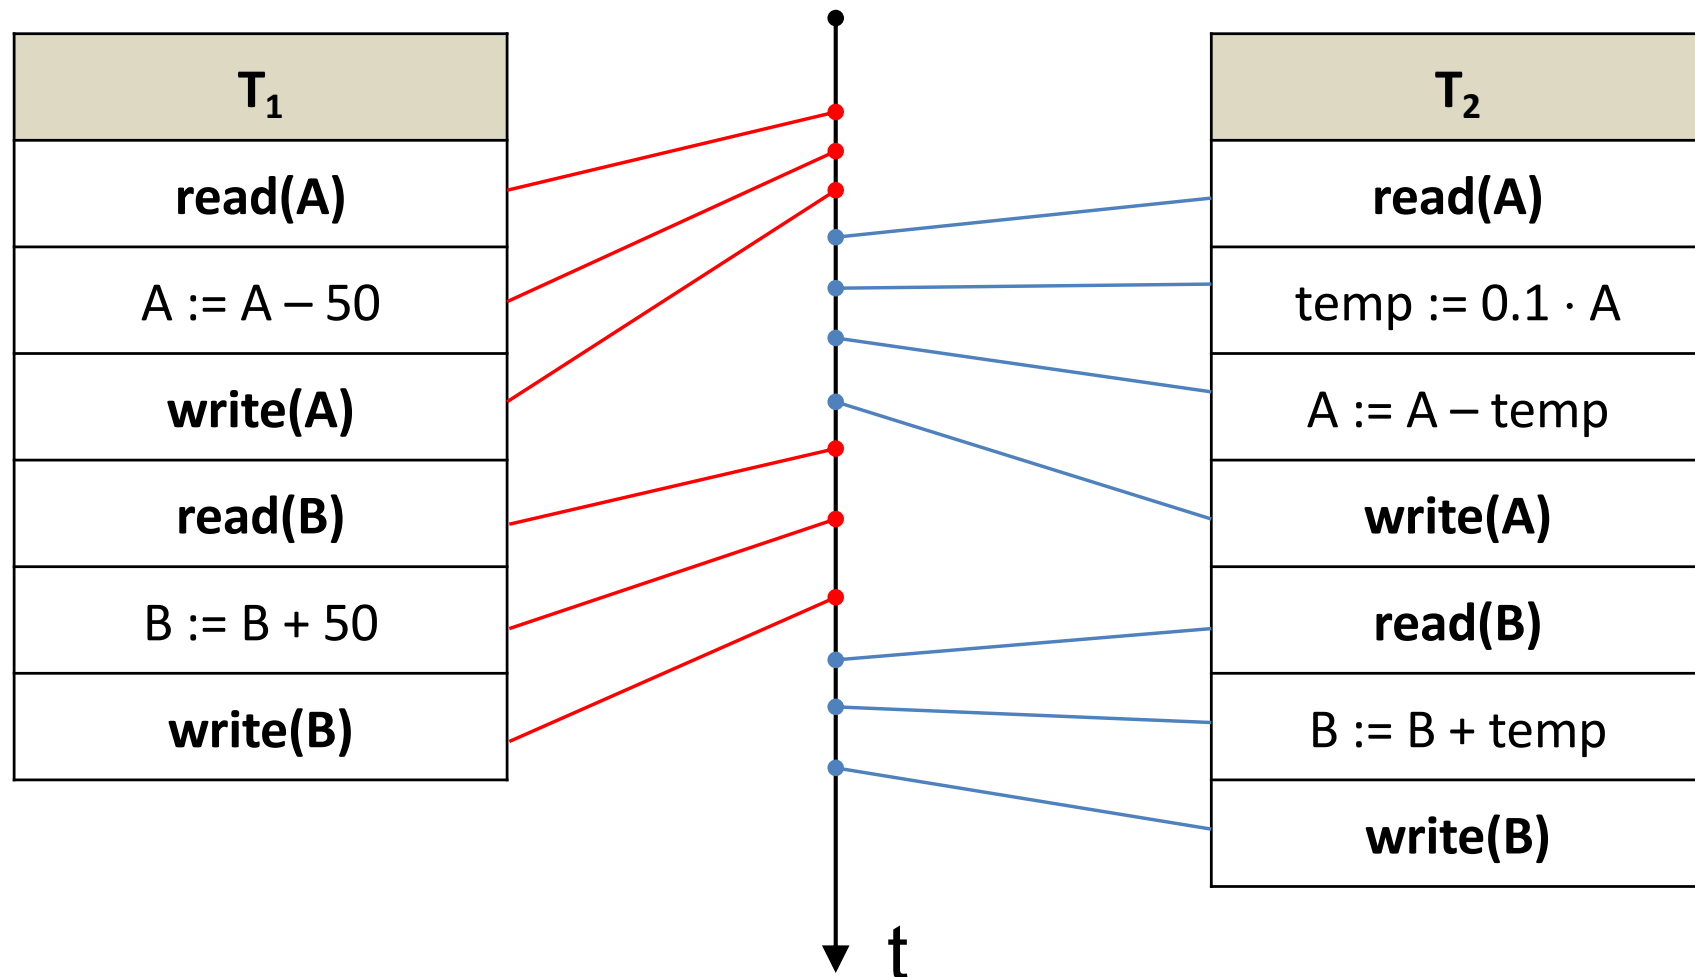 T₁
read(A)
A := A – 50
write(A)
read(B)
B := B + 50
write(B)
T₂
read(A)
temp := 0.1 · A
A := A – temp
write(A)
read(B)
B := B + temp
write(B)
t